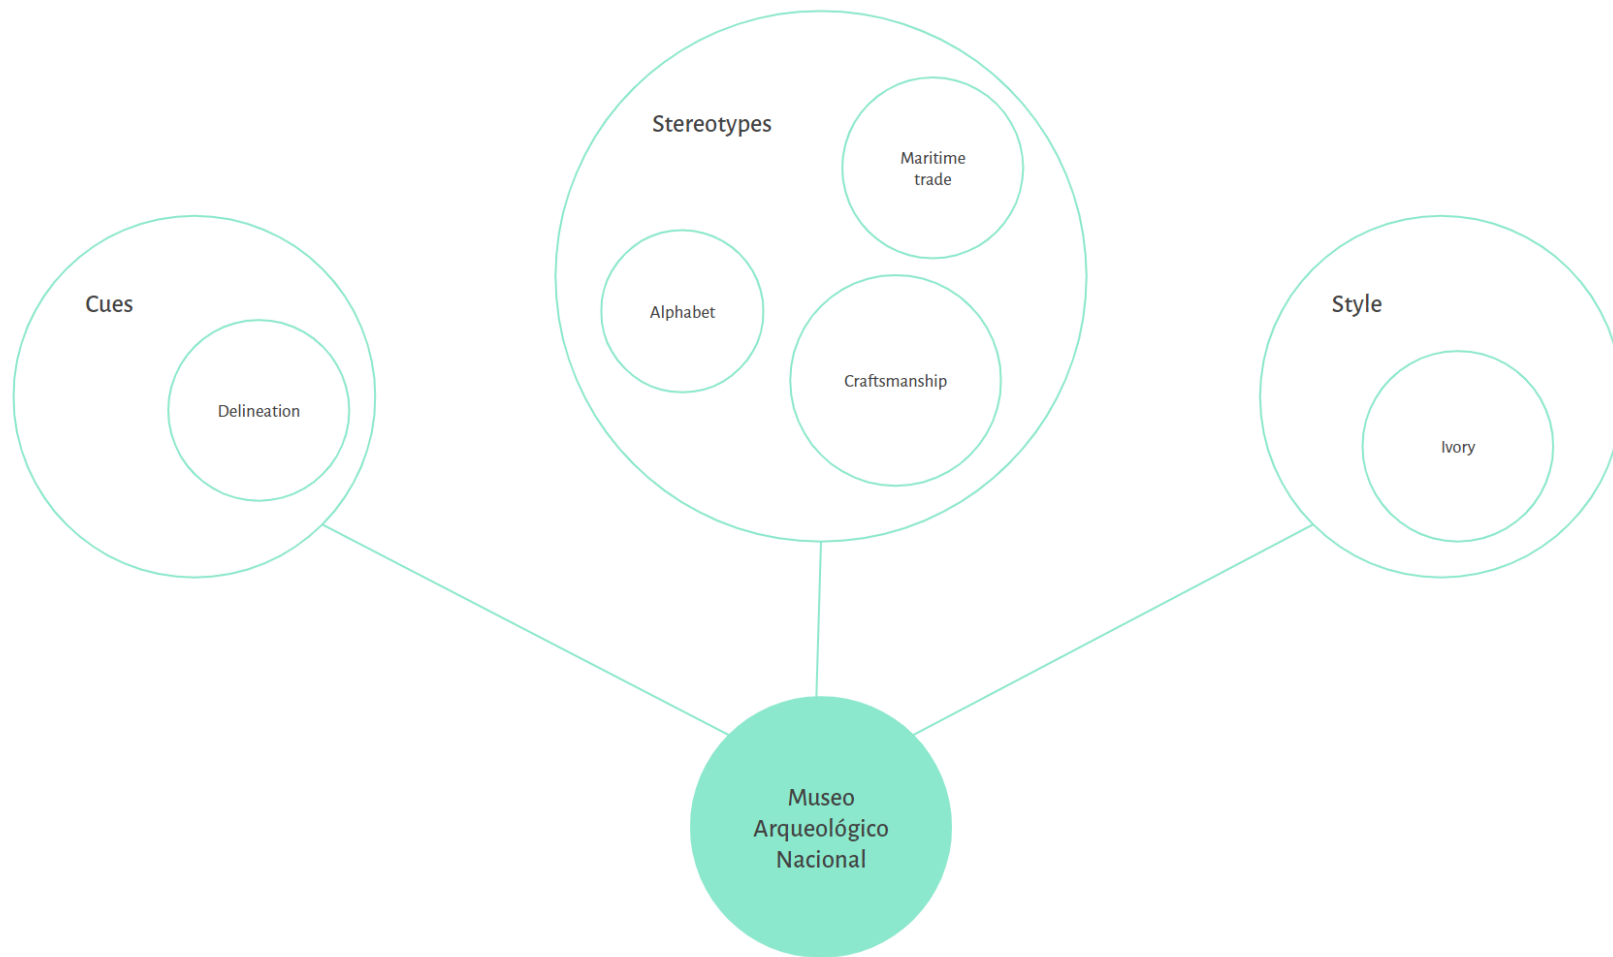 Stereotypes
Maritime
trade
Alphabet
Craftsmanship
Cues
Delineation
Style
Ivory
Museo
Arqueológico
Nacional